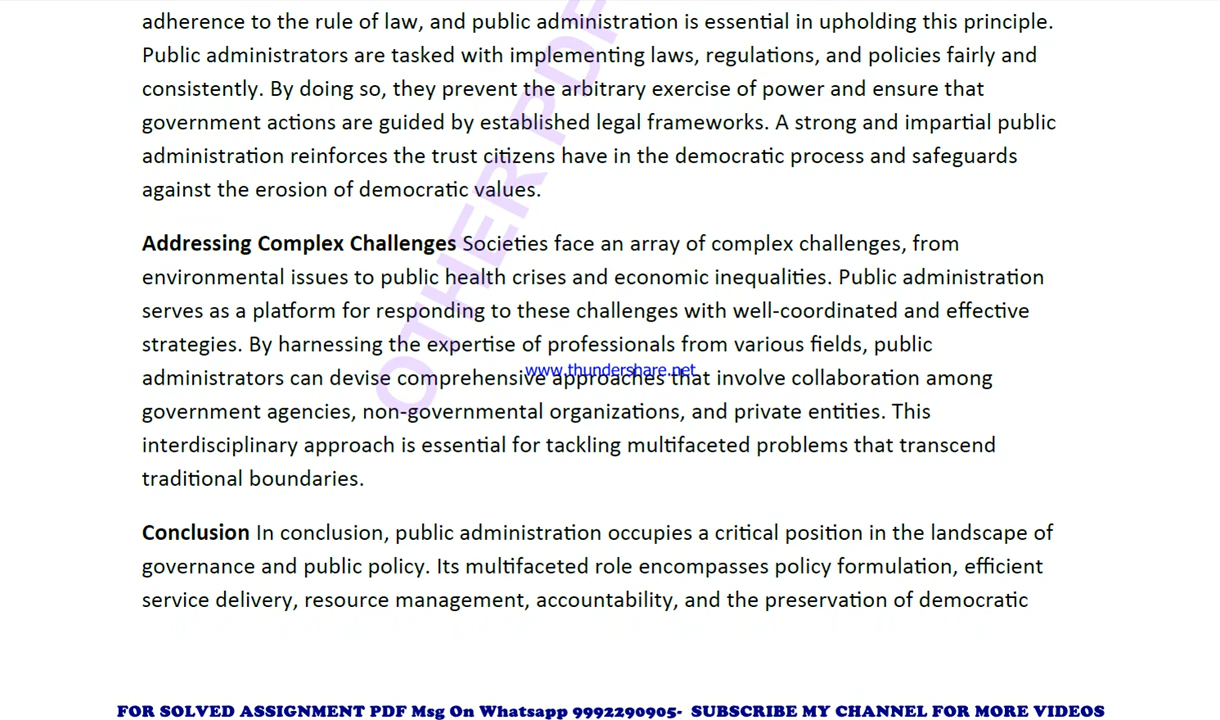 adherence to the rule of law, and public administration is essential in upholding this principle.
Public administrators are tasked with implementing laws, regulations, and policies fairly and
consistently. By doing so, they prevent the arbitrary exercise of power and ensure that
government actions are guided by established legal frameworks. A strong and impartial public
administration reinforces the trust citizens have in the democratic process and safeguards
against the erosion of democratic values.
Addressing Complex Challenges Societies face an array of complex challenges, from
environmental issues to public health crises and economic inequalities. Public administration
serves as a platform for responding to these challenges with well-coordinated and effective
strategies. By harnessing the expertise of professionals from various fields, public
www.thundershare.net
administrators can devise comprehensive approaches that involve collaboration among
government agencies, non-governmental organizations, and private entities. This
interdisciplinary approach is essential for tackling multifaceted problems that transcend
traditional boundaries.
Conclusion In conclusion, public administration occupies a critical position in the landscape of
governance and public policy. Its multifaceted role encompasses policy formulation, efficient
service delivery, resource management, accountability, and the preservation of democratic
OTHER PDF
FOR SOLVED ASSIGNMENT PDF Msg On Whatsapp 9992290905- SUBSCRIBE MY CHANNEL FOR MORE VIDEOS